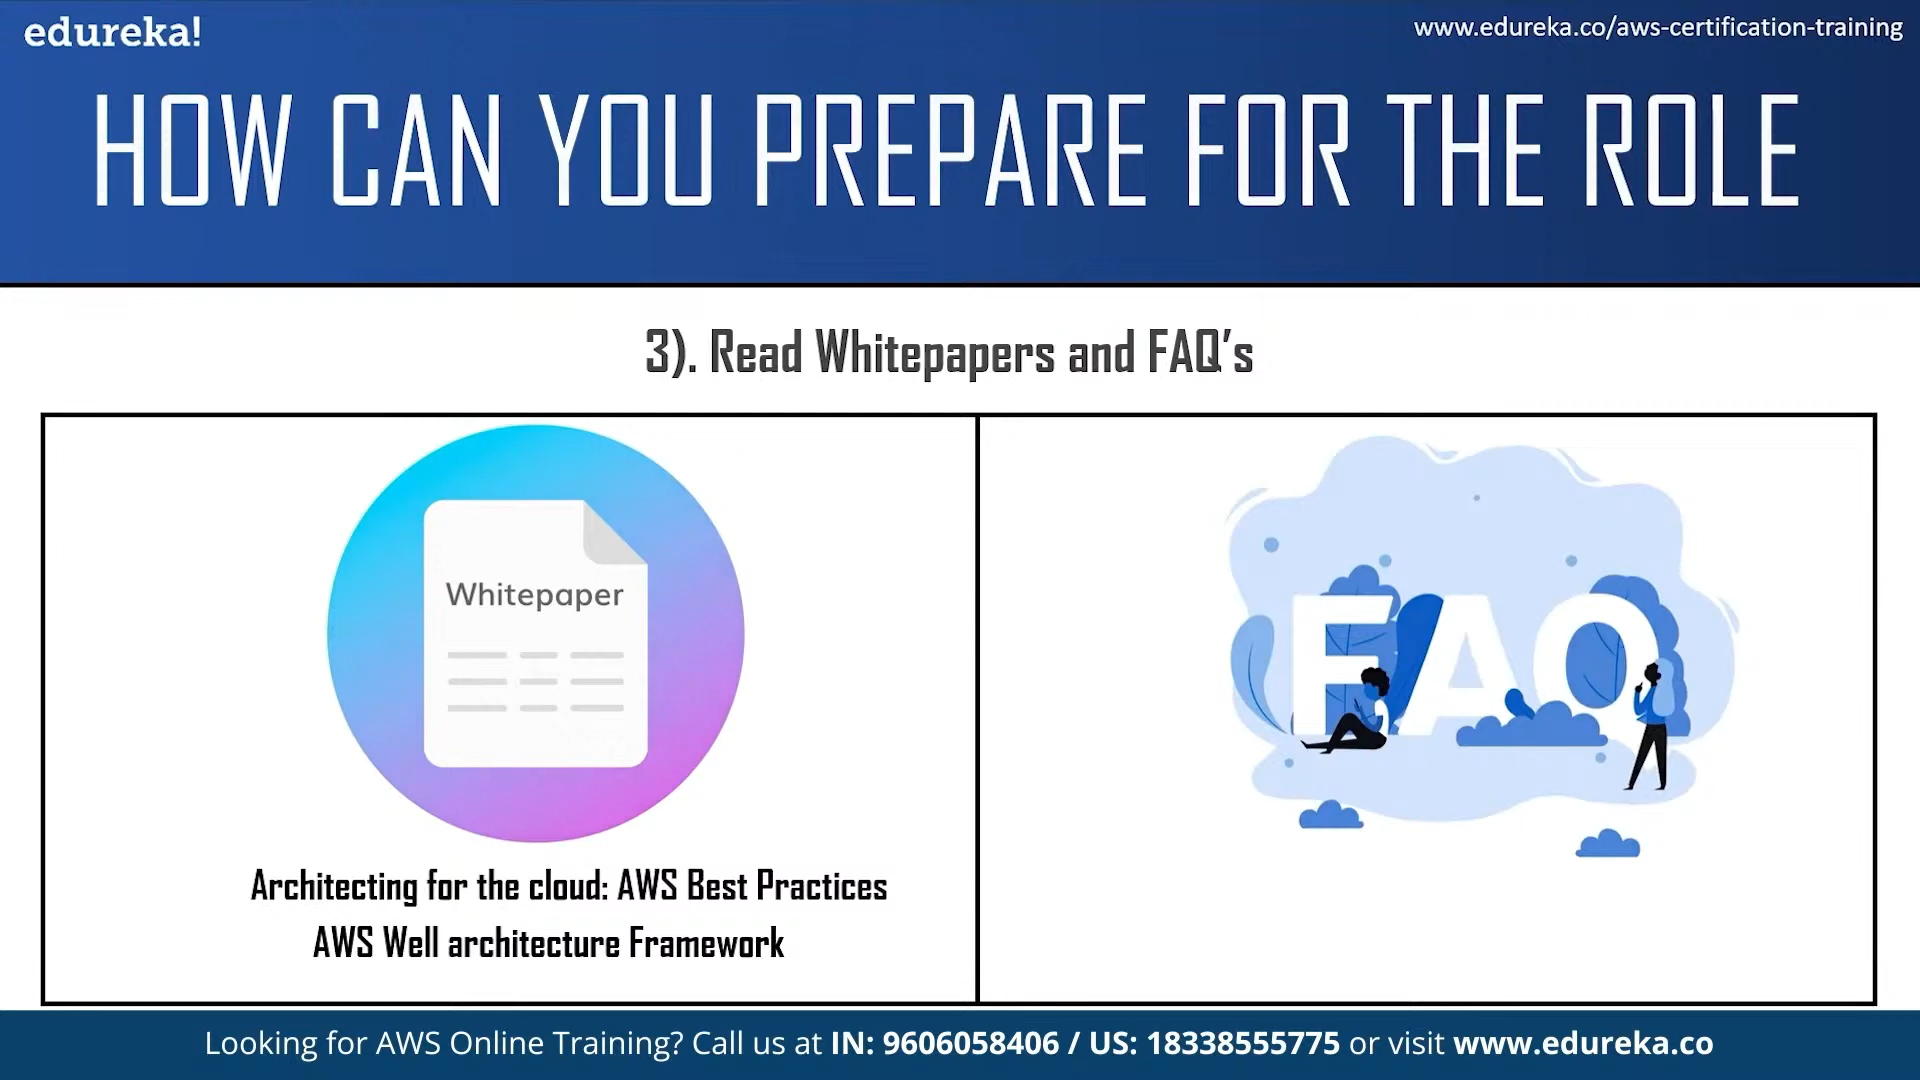 edureka!
www.edureka.co/aws-certification-training
HOW CAN YOU PREPARE FOR THE ROLE
3). Read Whitepapers and FAQ's
Whitepaper
FAQ
Architecting for the cloud: AWS Best Practices
AWS Well architecture Framework
Looking for AWS Online Training? Call us at IN: 9606058406 / US: 18338555775 or visit www.edureka.co